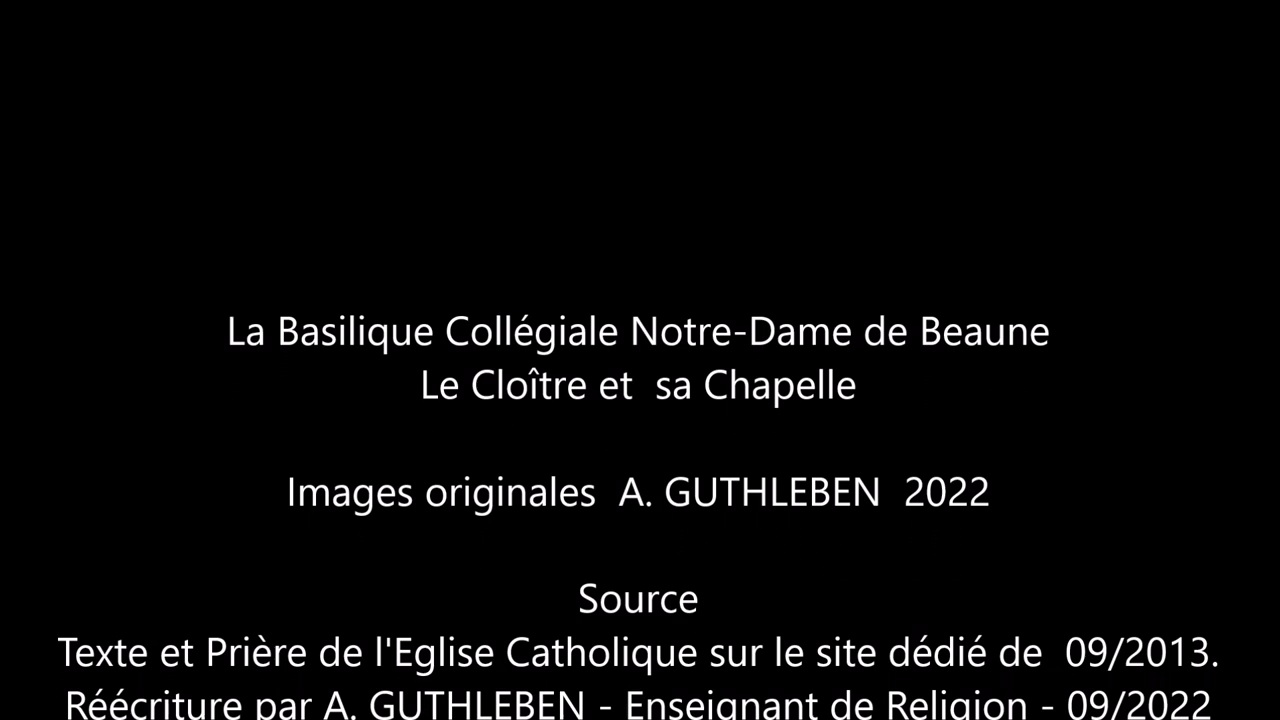 La Basilique Collégiale Notre-Dame de Beaune
Le Cloître et  sa Chapelle
Images originales  A. GUTHLEBEN  2022
Source
Texte et Prière de l'Eglise Catholique sur le site dédié de  09/2013.
Réécriture par A. GUTHLEBEN - Enseignant de Religion - 09/2022